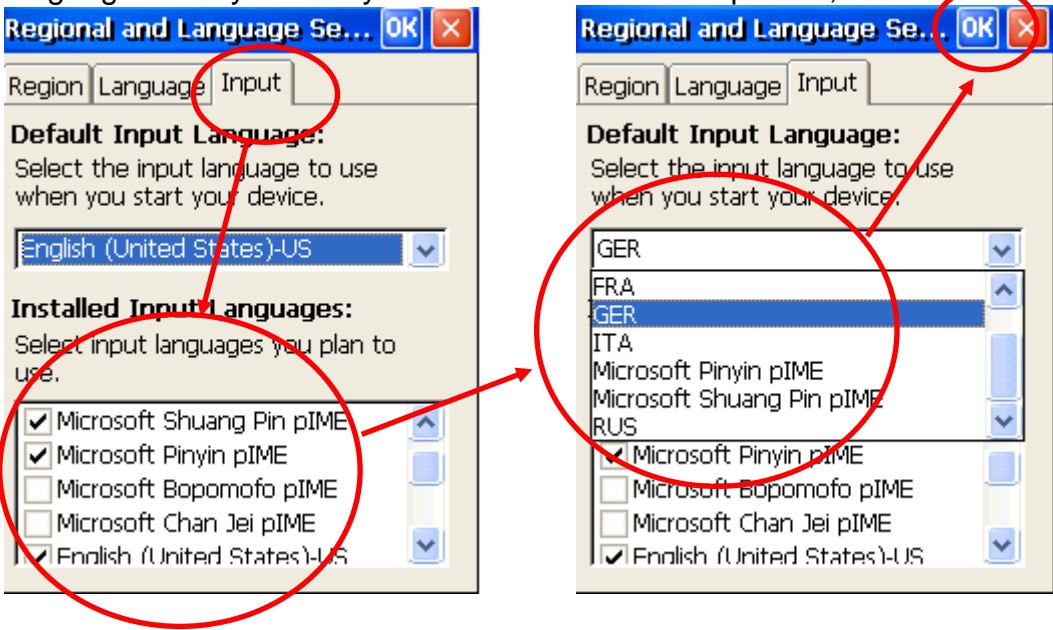 Regional and Language Se... OK
Region Language Input
Default Input Language:
Select the input language to use
when you start your device.
English (United States)-US
Installed Input Languages:
Select input languages you plan to
use.
Microsoft Shuang Pin pIME
Microsoft Pinyin pIME
Microsoft Bopomofo pIME
Microsoft Chan Jei pIME
English (United States)-US
Regional and Language Se... OK
Region Language Input
Default Input Language:
Select the input language to use
when you start your device.
GER
FRA
GER
ITA
Microsoft Pinyin pIME
Microsoft Shuang Pin pIME
RUS
Microsoft Pinyin pIME
Microsoft Bopomofo pIME
Microsoft Chan Jei pIME
English (United States)-US